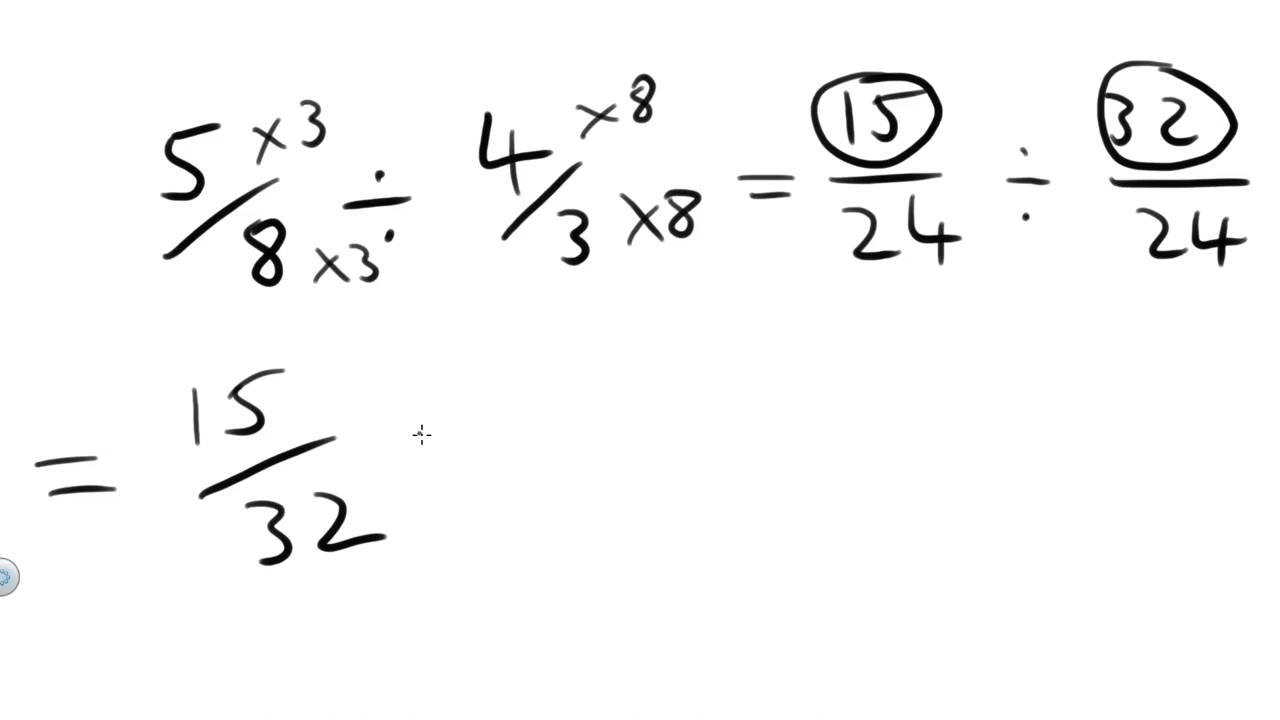 5/8 ×3 ×3 ÷ 4/3 ×8 ×8 = 15/24 ÷ 32/24
= 15/32